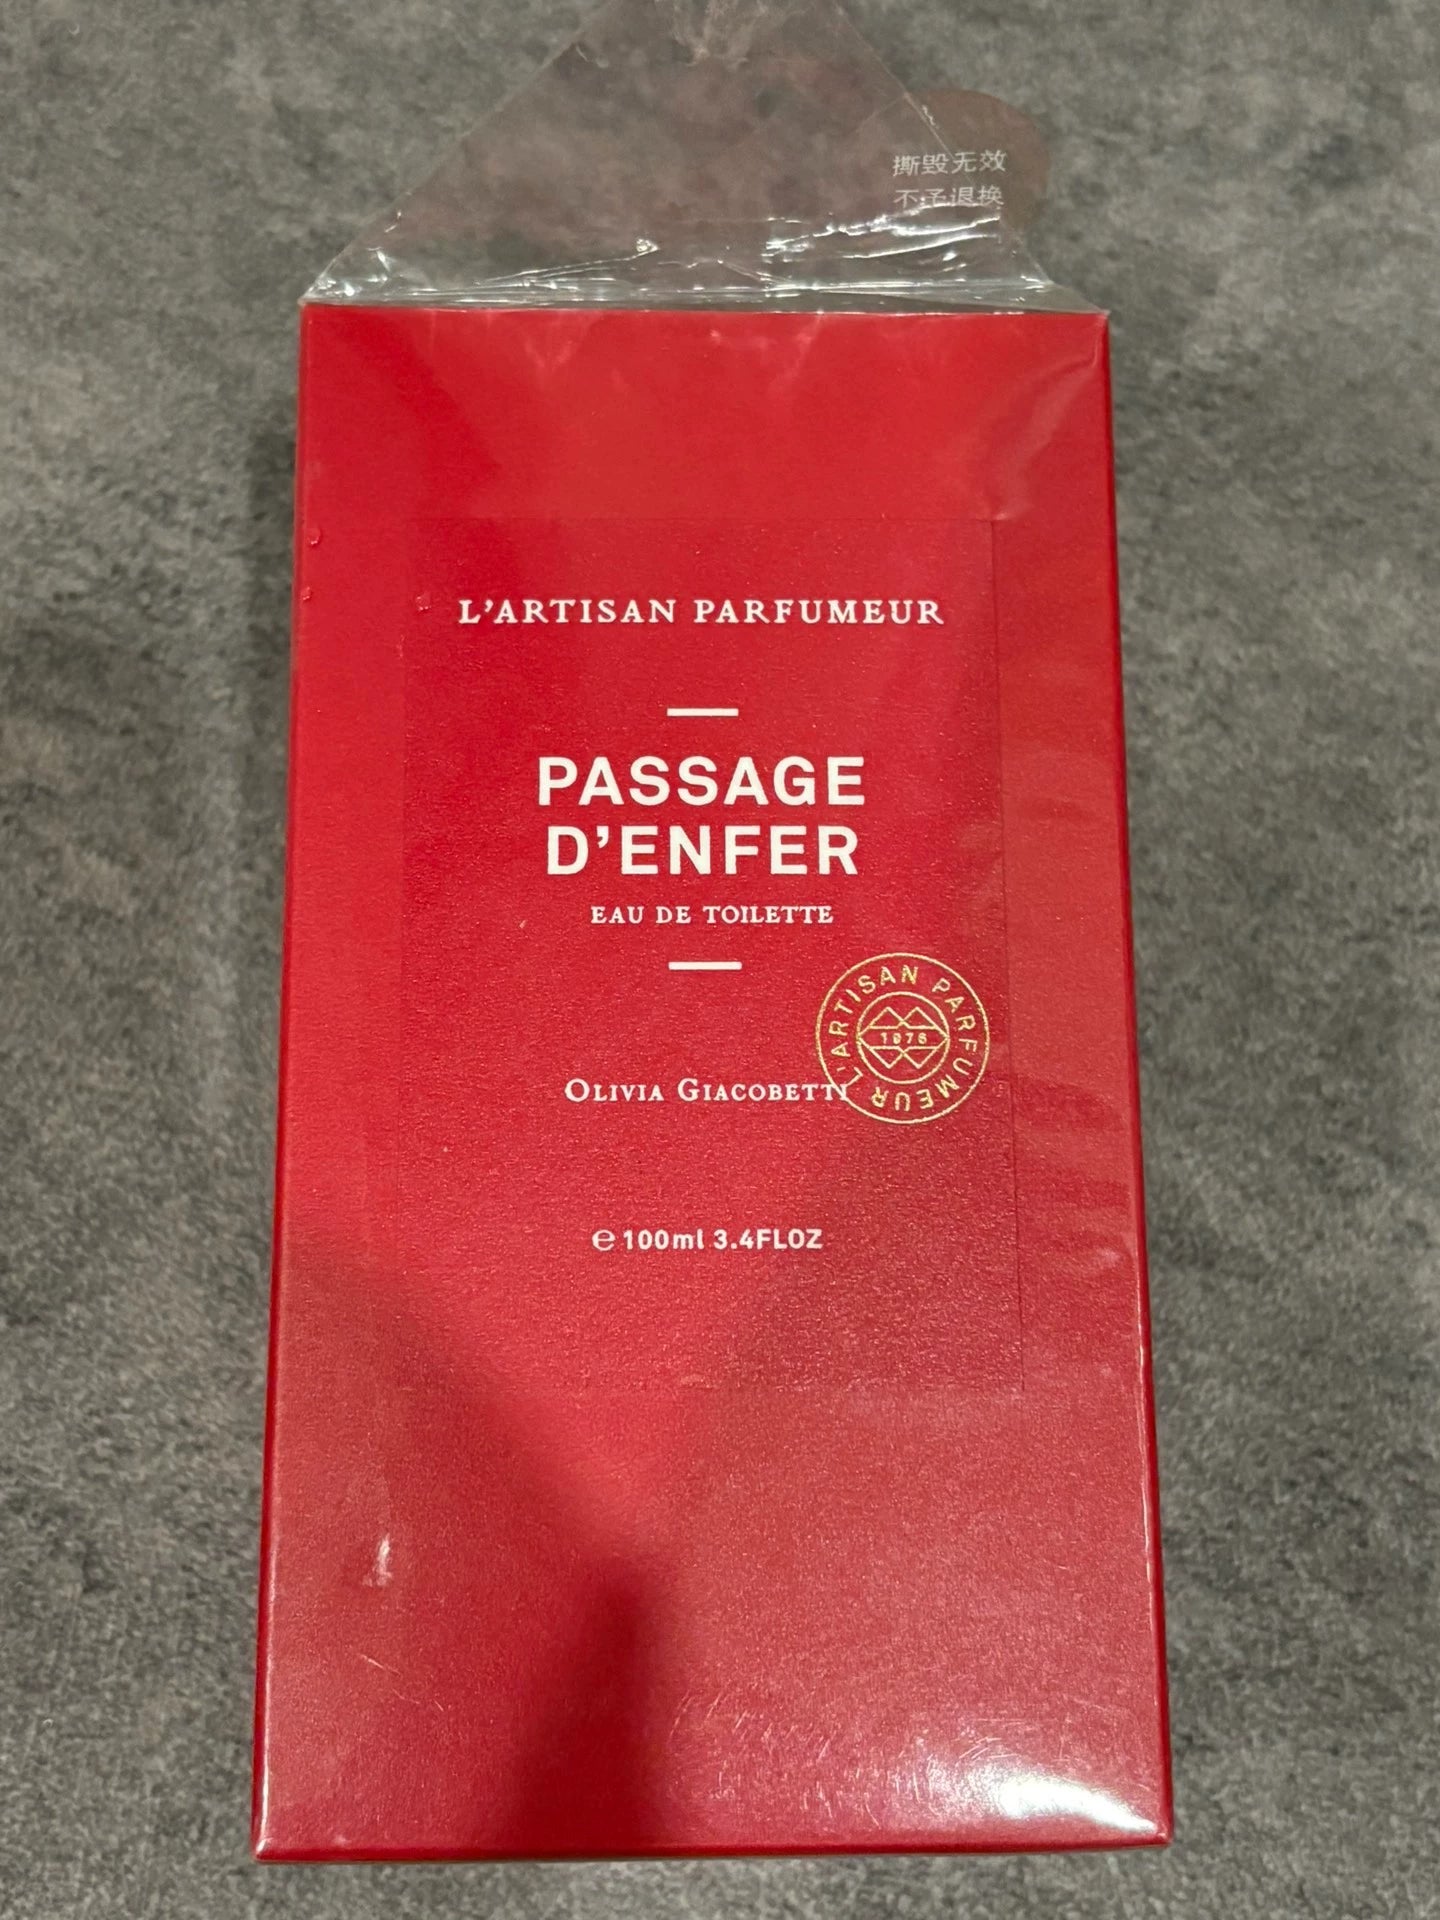 撕毁无效
不予退换
L'ARTISAN PARFUMEUR
PASSAGE
D'ENFER
EAU DE TOILETTE
L'ARTISAN PARFUMEUR
1976
OLIVIA GIACOBETTI
℮ 100ml 3.4FLOZ